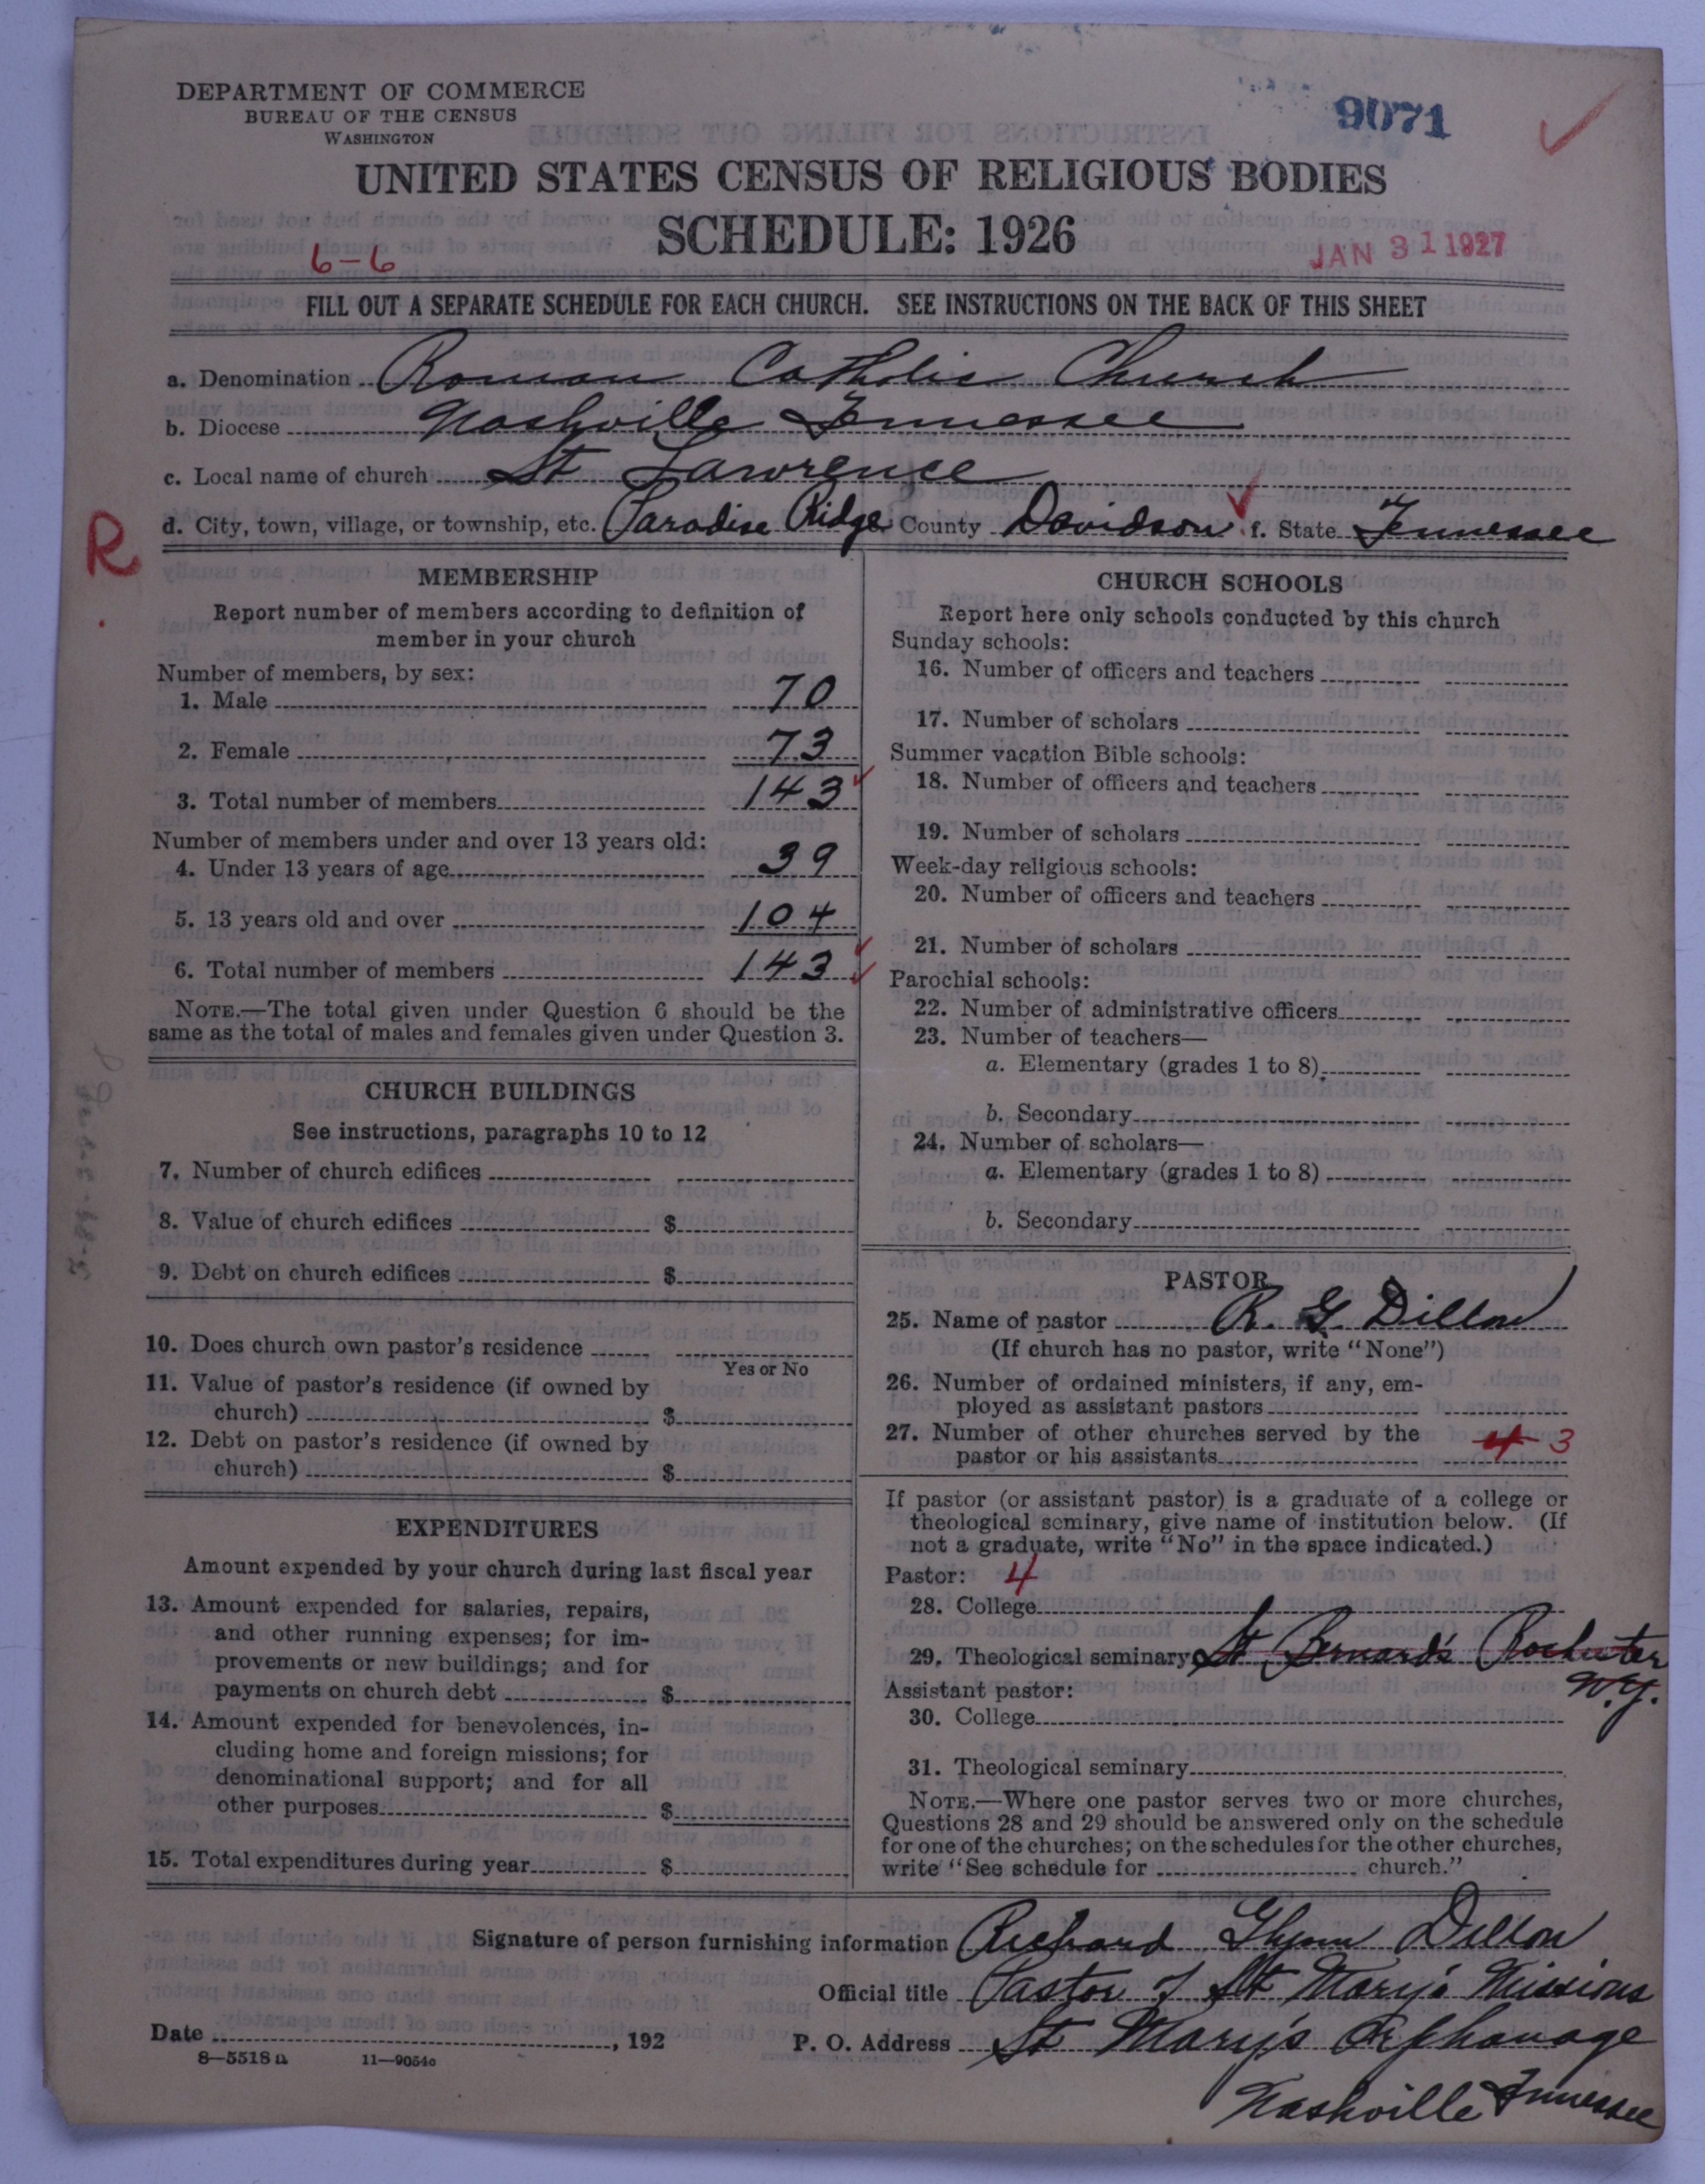 DEPARTMENT OF COMMERCE
BUREAU OF THE CENSUS
WASHINGTON
9071
UNITED STATES CENSUS OF RELIGIOUS BODIES
SCHEDULE: 1926
6-6
JAN 31 1927
FILL OUT A SEPARATE SCHEDULE FOR EACH CHURCH. SEE INSTRUCTIONS ON THE BACK OF THIS SHEET
a. Denomination Roman Catholic Church
b. Diocese Nashville Tennessee
c. Local name of church St Lawrence
d. City, town, village, or township, etc. Paradise Ridge County Davidson f. State Tennessee
R
MEMBERSHIP
Report number of members according to definition of
member in your church
Number of members, by sex:
1. Male 70
2. Female 73
3. Total number of members 143
Number of members under and over 13 years old:
4. Under 13 years of age 39
5. 13 years old and over 104
6. Total number of members 143
NOTE.—The total given under Question 6 should be the
same as the total of males and females given under Question 3.
CHURCH BUILDINGS
See instructions, paragraphs 10 to 12
7. Number of church edifices
8. Value of church edifices $
9. Debt on church edifices $
10. Does church own pastor's residence
Yes or No
11. Value of pastor's residence (if owned by
church) $
12. Debt on pastor's residence (if owned by
church) $
EXPENDITURES
Amount expended by your church during last fiscal year
13. Amount expended for salaries, repairs,
and other running expenses; for im-
provements or new buildings; and for
payments on church debt $
14. Amount expended for benevolences, in-
cluding home and foreign missions; for
denominational support; and for all
other purposes $
15. Total expenditures during year $
CHURCH SCHOOLS
Report here only schools conducted by this church
Sunday schools:
16. Number of officers and teachers
17. Number of scholars
Summer vacation Bible schools:
18. Number of officers and teachers
19. Number of scholars
Week-day religious schools:
20. Number of officers and teachers
21. Number of scholars
Parochial schools:
22. Number of administrative officers
23. Number of teachers—
a. Elementary (grades 1 to 8)
b. Secondary
24. Number of scholars—
a. Elementary (grades 1 to 8)
b. Secondary
PASTOR
25. Name of pastor R. G. Dillon
(If church has no pastor, write "None")
26. Number of ordained ministers, if any, em-
ployed as assistant pastors
27. Number of other churches served by the
pastor or his assistants 4 3
If pastor (or assistant pastor) is a graduate of a college or
theological seminary, give name of institution below. (If
not a graduate, write "No" in the space indicated.)
Pastor: 4
28. College
29. Theological seminary St Bernard's Rochester
N.Y.
Assistant pastor:
30. College
31. Theological seminary
NOTE.—Where one pastor serves two or more churches,
Questions 28 and 29 should be answered only on the schedule
for one of the churches; on the schedules for the other churches,
write "See schedule for church."
Signature of person furnishing information Richard Glynn Dillon
Official title Pastor of St Mary's Missions
Date , 192
P. O. Address St Mary's Orphanage
Nashville Tennessee
8—5518a 11—9054c